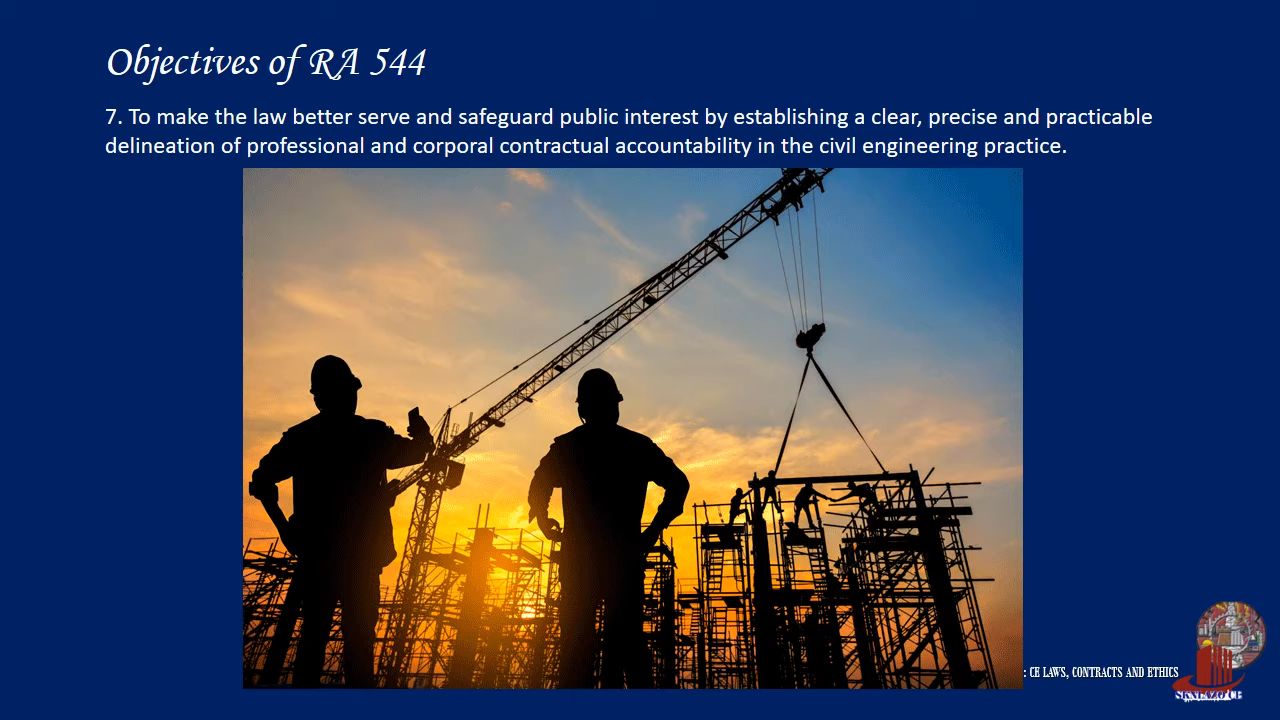 Objectives of RA 544
7. To make the law better serve and safeguard public interest by establishing a clear, precise and practicable
delineation of professional and corporal contractual accountability in the civil engineering practice.
: CE LAWS, CONTRACTS AND ETHICS